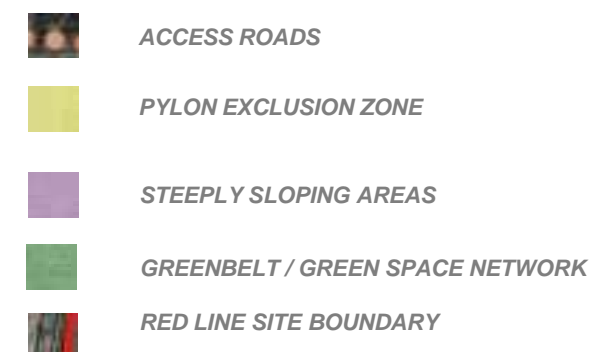 ACCESS ROADS
PYLON EXCLUSION ZONE
STEEPLY SLOPING AREAS
GREENBELT / GREEN SPACE NETWORK
RED LINE SITE BOUNDARY